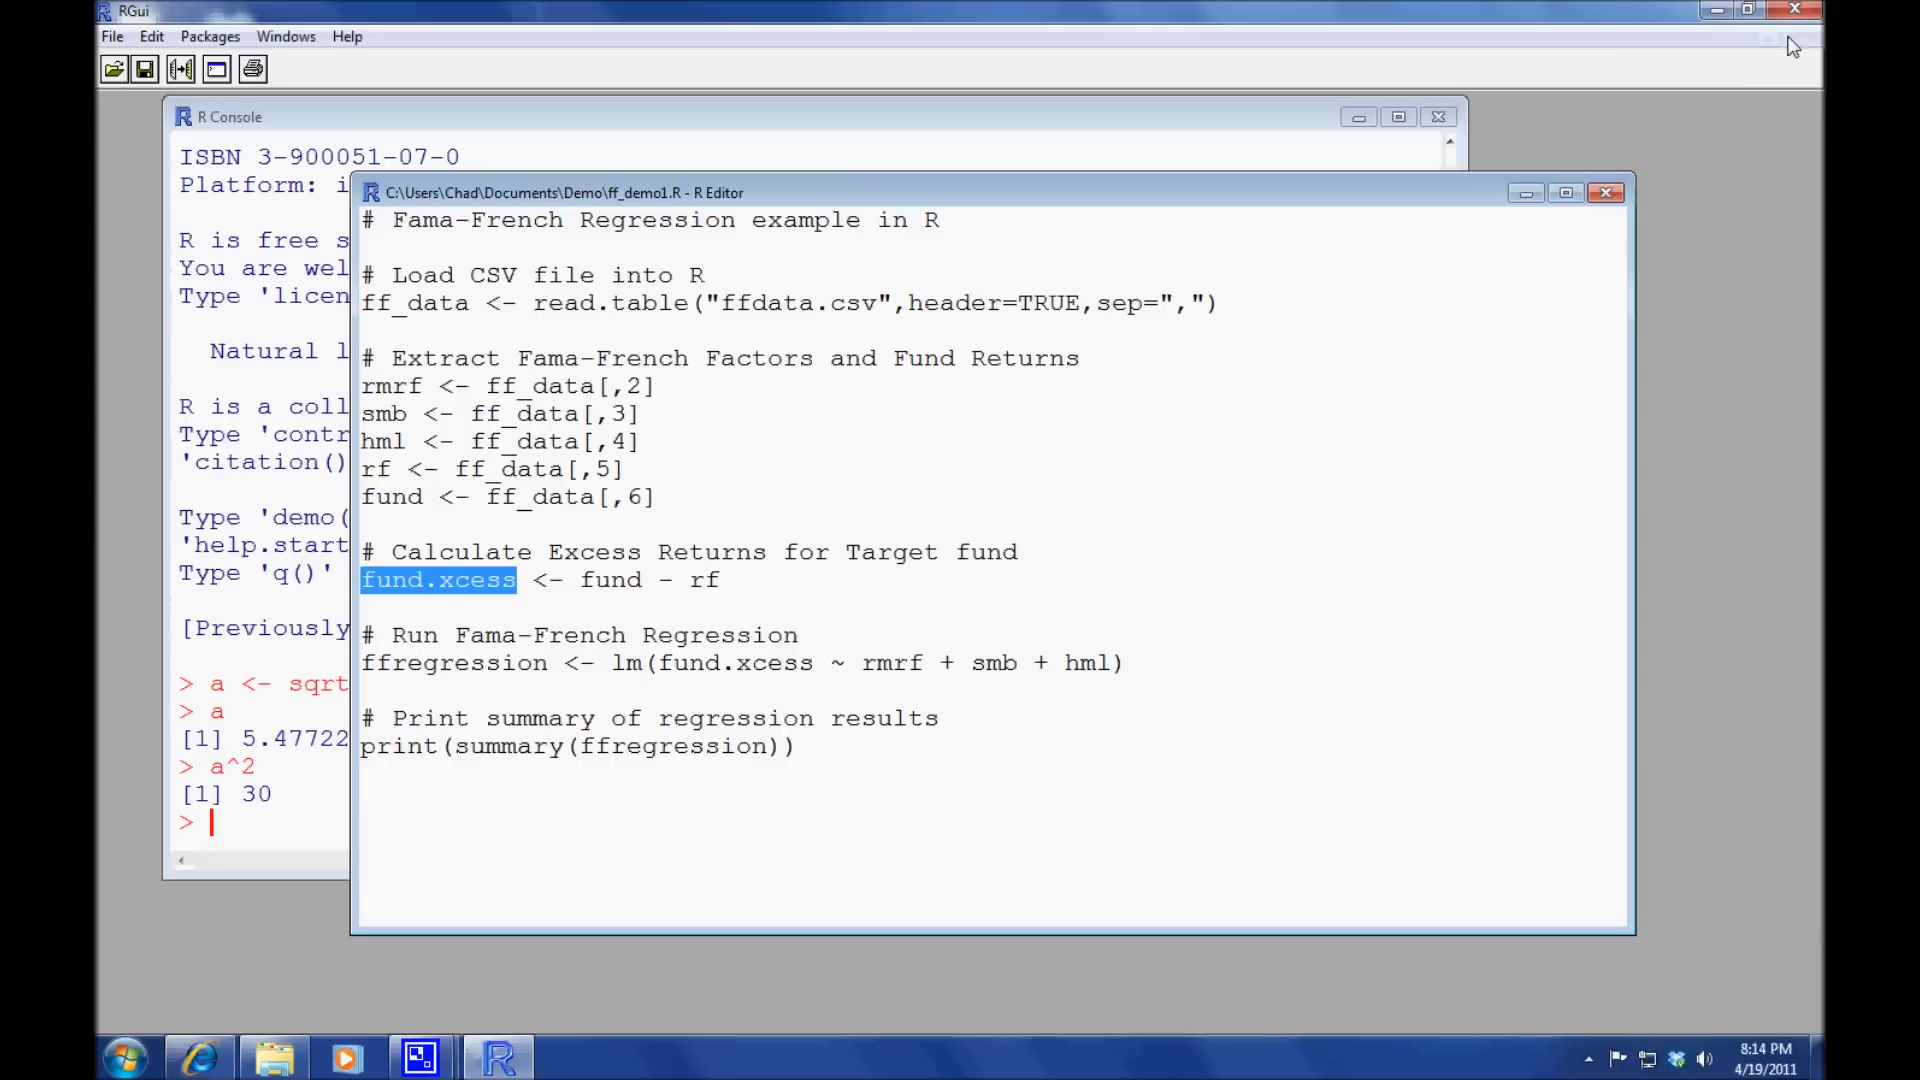 RGui
File Edit Packages Windows Help
R Console
ISBN 3-900051-07-0
Platform: i
R is free s
You are wel
Type 'licen
Natural l
R is a coll
Type 'contr
'citation()
Type 'demo(
'help.start
Type 'q()'
[Previously
> a <- sqrt
> a
[1] 5.47722
> a^2
[1] 30
>
C:\Users\Chad\Documents\Demo\ff_demo1.R - R Editor
# Fama-French Regression example in R
# Load CSV file into R
ff_data <- read.table("ffdata.csv",header=TRUE,sep=",")
# Extract Fama-French Factors and Fund Returns
rmrf <- ff_data[,2]
smb <- ff_data[,3]
hml <- ff_data[,4]
rf <- ff_data[,5]
fund <- ff_data[,6]
# Calculate Excess Returns for Target fund
fund.xcess <- fund - rf
# Run Fama-French Regression
ffregression <- lm(fund.xcess ~ rmrf + smb + hml)
# Print summary of regression results
print(summary(ffregression))
8:14 PM
4/19/2011